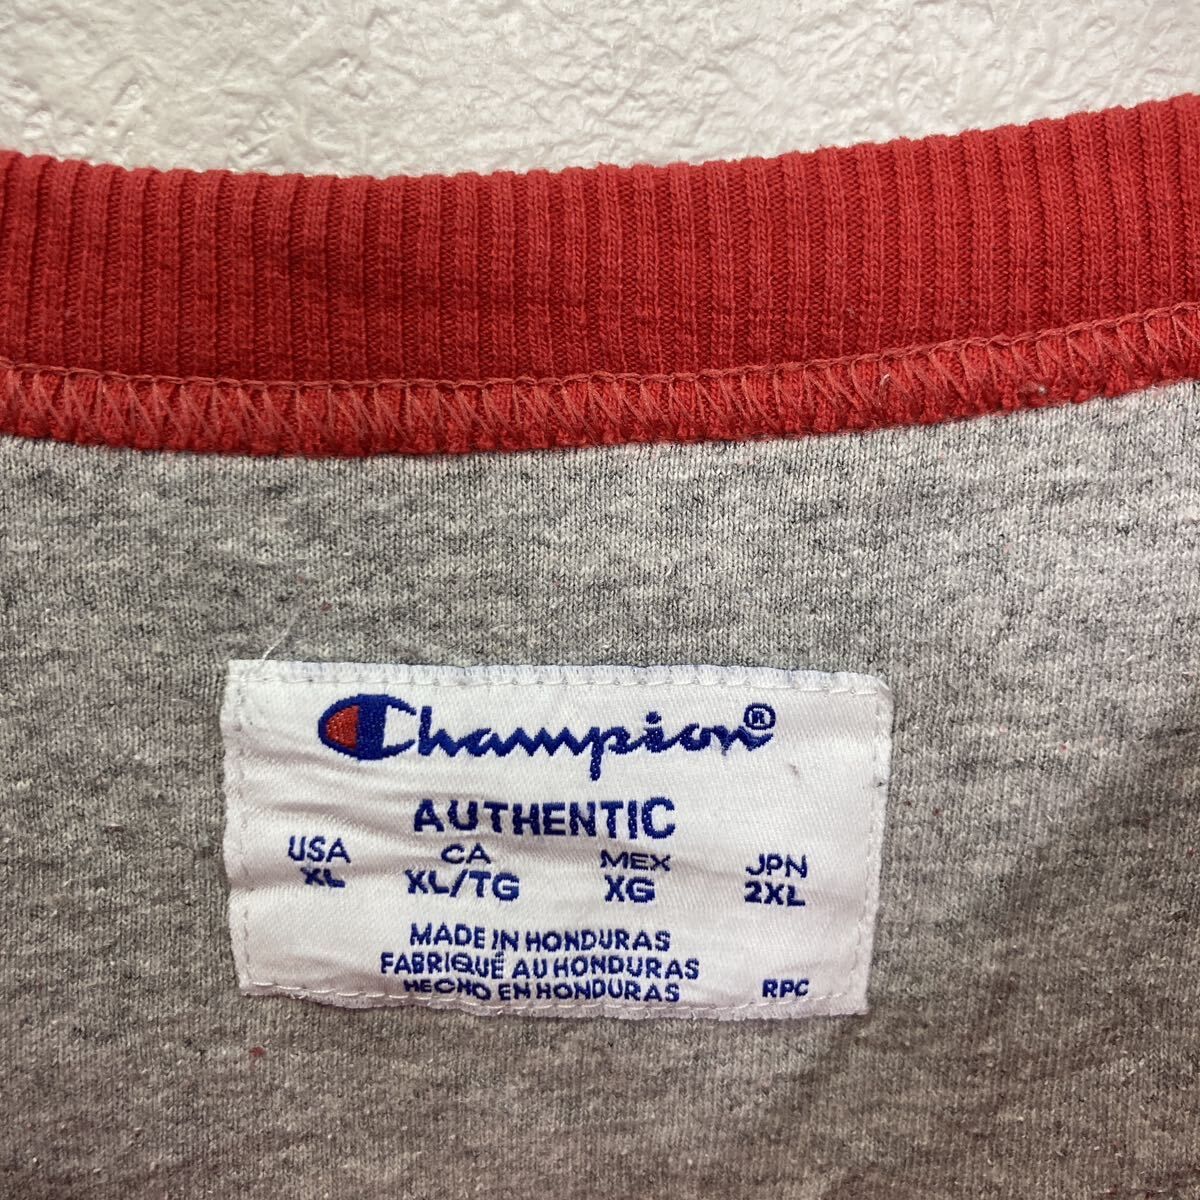 Champion®
AUTHENTIC
USA CA MEX JPN
XL XL/TG XG 2XL
MADE IN HONDURAS
FABRIQUÉ AU HONDURAS
HECHO EN HONDURAS RPC